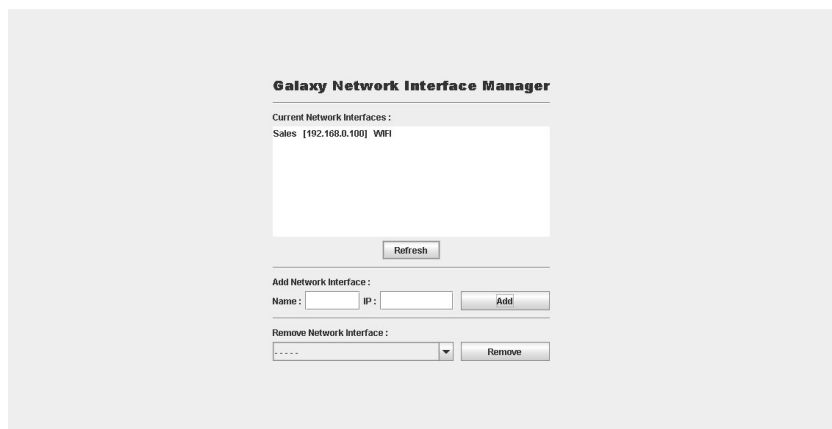 Galaxy Network Interface Manager
Current Network Interfaces :
Sales [192.168.0.100] WIFI
Refresh
Add Network Interface :
Name : IP : Add
Remove Network Interface :
- - - - - Remove